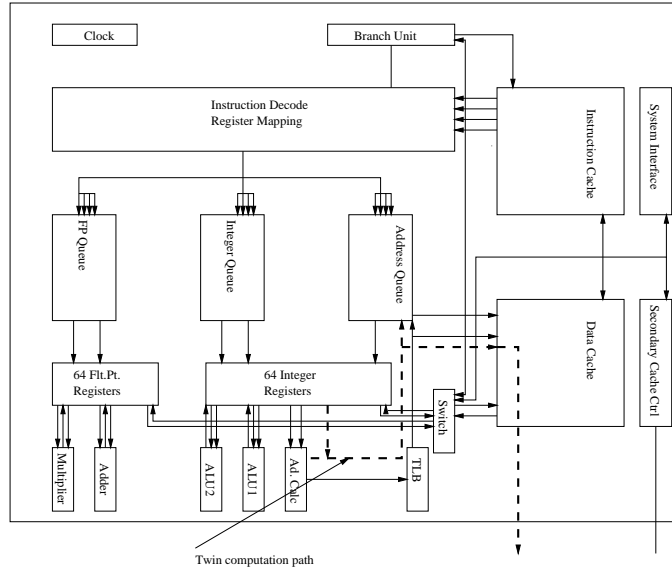 Clock
Branch Unit
Instruction Decode
Register Mapping
Instruction Cache
System Interface
FP Queue
Integer Queue
Address Queue
Data Cache
Secondary Cache Ctrl
64 Flt.Pt.
Registers
64 Integer
Registers
Switch
Multiplier
Adder
ALU2
ALU1
Ad. Calc
TLB
Twin computation path